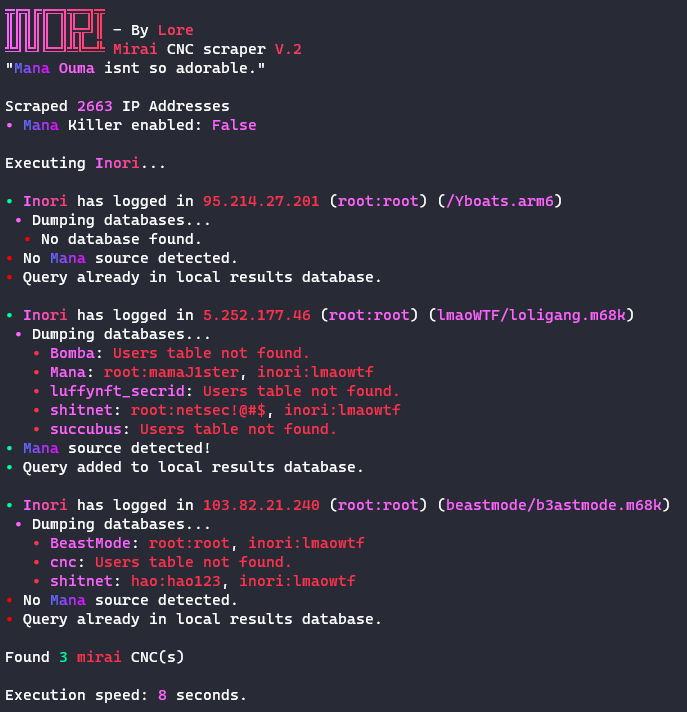 INORI - By Lore
Mirai CNC scraper V.2
"Mana Ouma isnt so adorable."
Scraped 2663 IP Addresses
• Mana Killer enabled: False
Executing Inori...
• Inori has logged in 95.214.27.201 (root:root) (/Yboats.arm6)
• Dumping databases...
• No database found.
• No Mana source detected.
• Query already in local results database.
• Inori has logged in 5.252.177.46 (root:root) (lmaoWTF/loligang.m68k)
• Dumping databases...
• Bomba: Users table not found.
• Mana: root:mamaJ1ster, inori:lmaowtf
• luffynft_secrid: Users table not found.
• shitnet: root:netsec!@#$, inori:lmaowtf
• succubus: Users table not found.
• Mana source detected!
• Query added to local results database.
• Inori has logged in 103.82.21.240 (root:root) (beastmode/b3astmode.m68k)
• Dumping databases...
• BeastMode: root:root, inori:lmaowtf
• cnc: Users table not found.
• shitnet: hao:hao123, inori:lmaowtf
• No Mana source detected.
• Query already in local results database.
Found 3 mirai CNC(s)
Execution speed: 8 seconds.